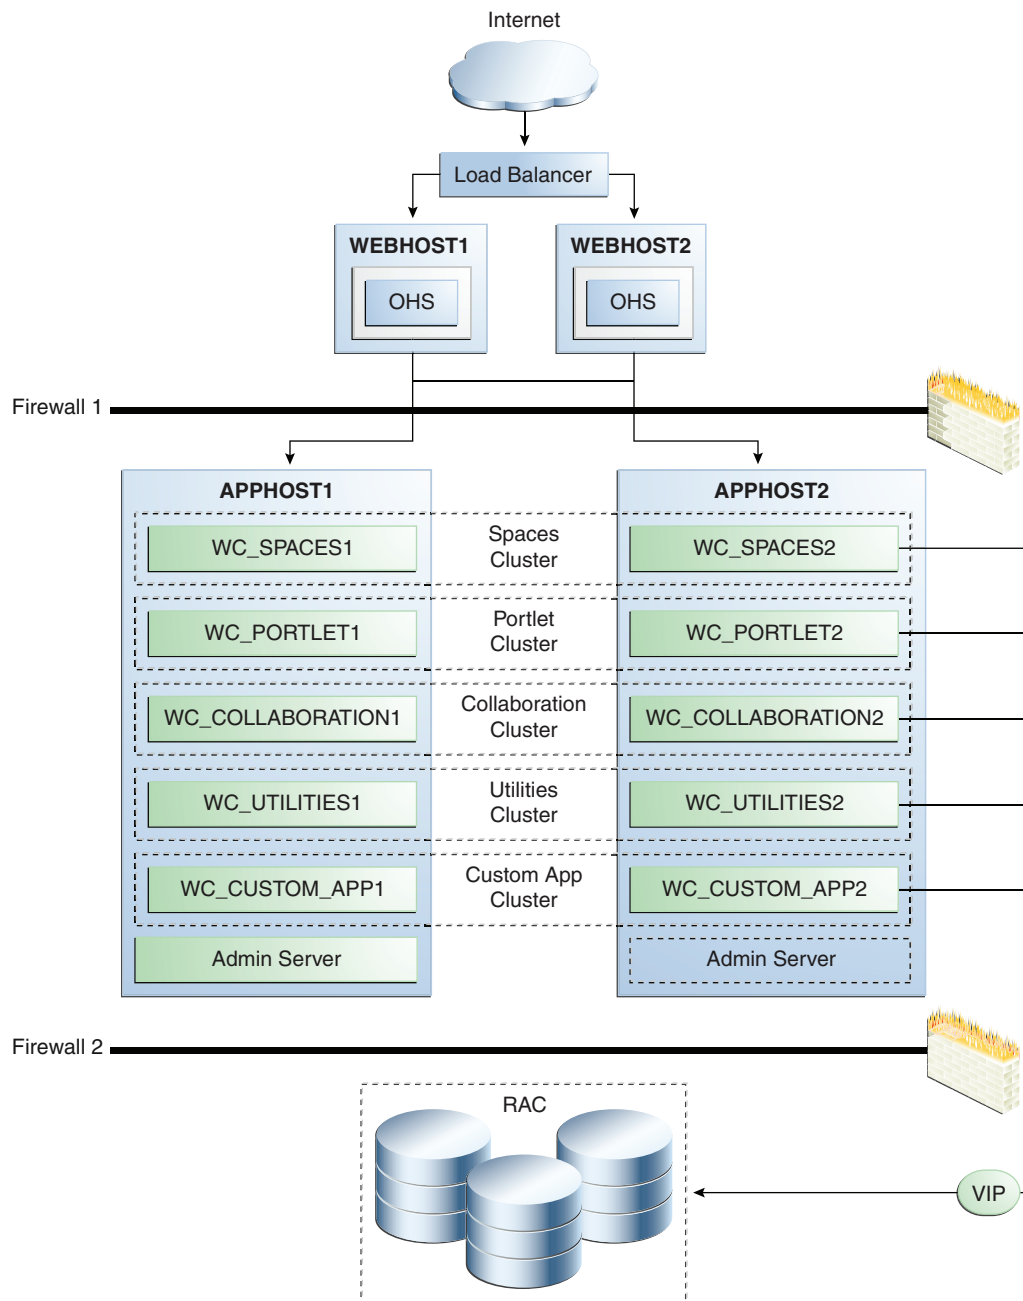 Internet
Load Balancer
WEBHOST1
WEBHOST2
OHS
OHS
Firewall 1
APPHOST1
APPHOST2
WC_SPACES1
Spaces
Cluster
WC_SPACES2
WC_PORTLET1
Portlet
Cluster
WC_PORTLET2
WC_COLLABORATION1
Collaboration
Cluster
WC_COLLABORATION2
WC_UTILITIES1
Utilities
Cluster
WC_UTILITIES2
WC_CUSTOM_APP1
Custom App
Cluster
WC_CUSTOM_APP2
Admin Server
Admin Server
Firewall 2
RAC
VIP